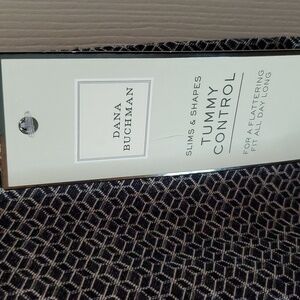 DANA
BUCHMAN
SLIMS & SHAPES
TUMMY
CONTROL
FOR A FLATTERING
FIT ALL DAY LONG